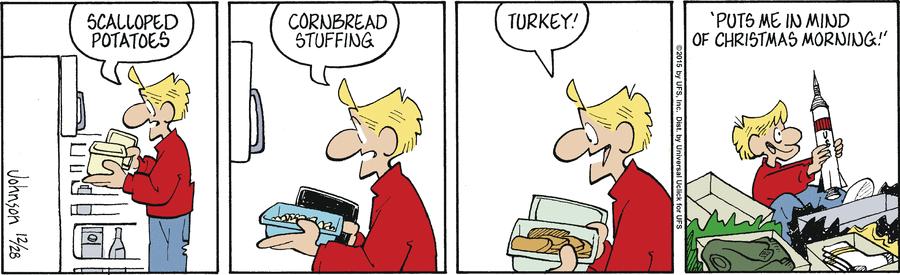 SCALLOPED
POTATOES
CORNBREAD
STUFFING
TURKEY!
'PUTS ME IN MIND
OF CHRISTMAS MORNING!'
Johnson 12/28
©2015 by UFS, Inc. Dist. by Universal Uclick for UFS